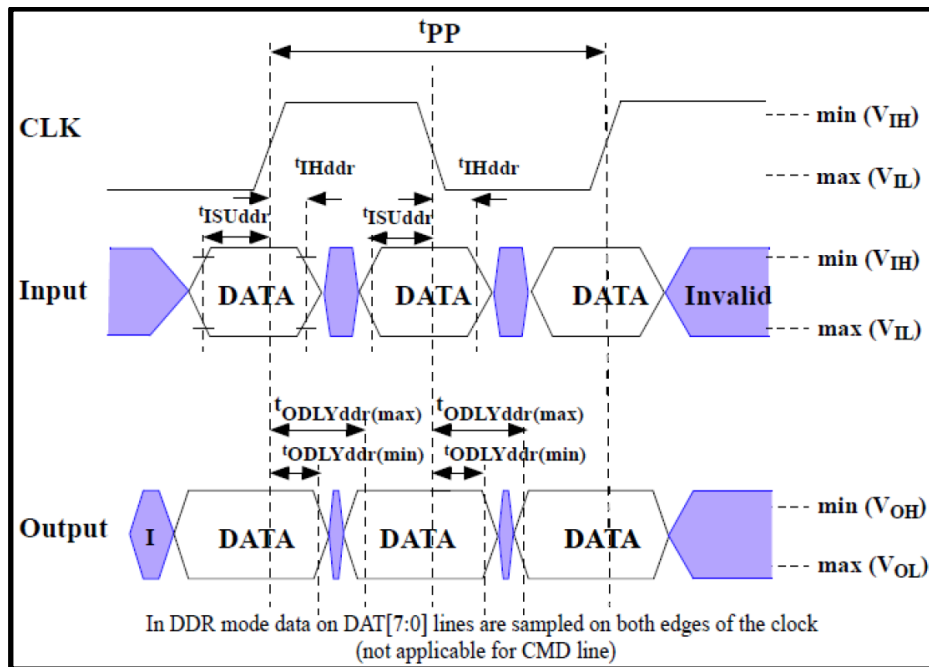 tPP
CLK
min (VIH)
max (VIL)
tIHddr
tIHddr
tISUddr
tISUddr
Input
DATA
DATA
DATA
Invalid
min (VIH)
max (VIL)
tODLYddr(max)
tODLYddr(max)
tODLYddr(min)
tODLYddr(min)
Output
I
DATA
DATA
DATA
min (VOH)
max (VOL)
In DDR mode data on DAT[7:0] lines are sampled on both edges of the clock
(not applicable for CMD line)